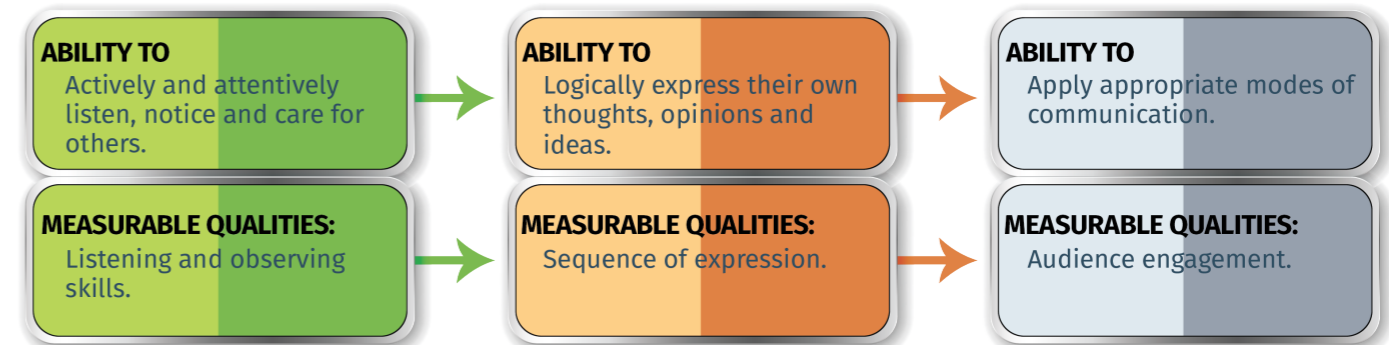 ABILITY TO
Actively and attentively
listen, notice and care for
others.
MEASURABLE QUALITIES:
Listening and observing
skills.
ABILITY TO
Logically express their own
thoughts, opinions and
ideas.
MEASURABLE QUALITIES:
Sequence of expression.
ABILITY TO
Apply appropriate modes of
communication.
MEASURABLE QUALITIES:
Audience engagement.